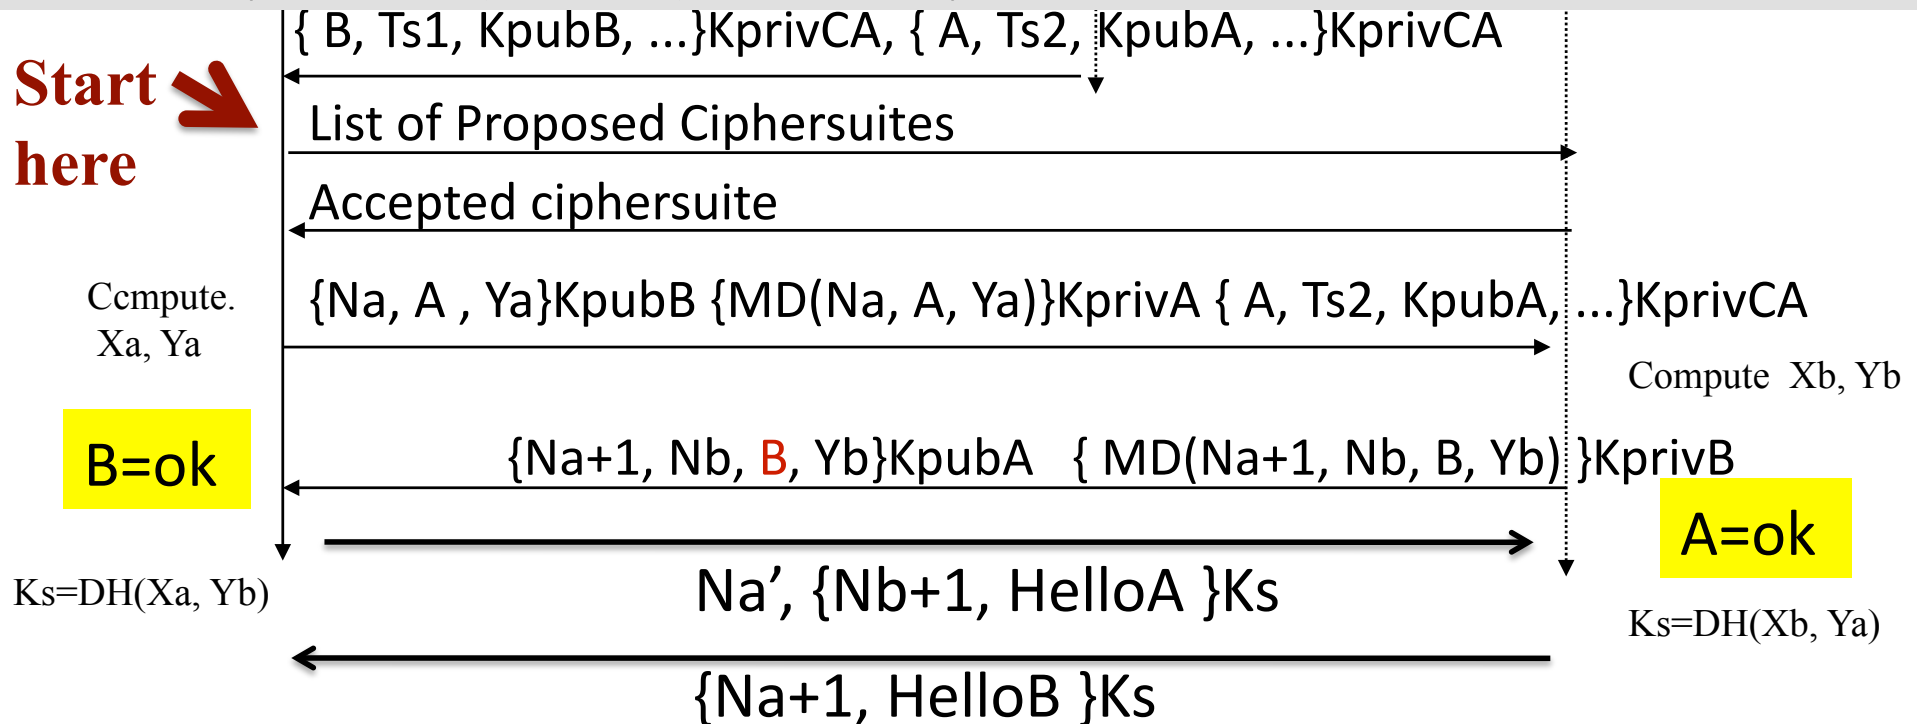 { B, Ts1, KpubB, ...}KprivCA, { A, Ts2, KpubA, ...}KprivCA
Start
here
List of Proposed Ciphersuites
Accepted ciphersuite
Ccmpute.
Xa, Ya
{Na, A , Ya}KpubB {MD(Na, A, Ya)}KprivA { A, Ts2, KpubA, ...}KprivCA
Compute Xb, Yb
B=ok
{Na+1, Nb, B, Yb}KpubA { MD(Na+1, Nb, B, Yb) }KprivB
A=ok
Ks=DH(Xa, Yb)
Na’, {Nb+1, HelloA }Ks
Ks=DH(Xb, Ya)
{Na+1, HelloB }Ks